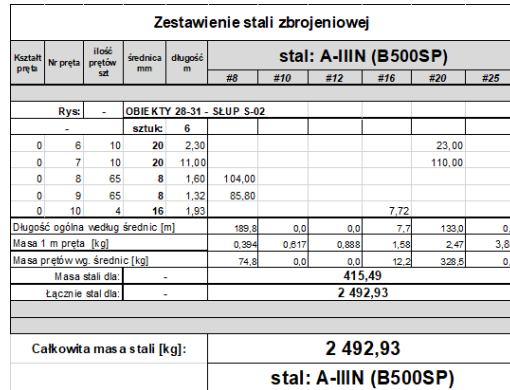 Zestawienie stali zbrojeniowej
Kształt pręta Nr pręta ilość prętów szt średnica mm długość m stal: A-IIIN (B500SP)
#8 #10 #12 #16 #20 #25
Rys: - OBIEKTY 28-31 - SŁUP S-02
- sztuk: 6
0 6 10 20 2,30 23,00
0 7 10 20 11,00 110,00
0 8 65 8 1,60 104,00
0 9 65 8 1,32 85,80
0 10 4 16 1,93 7,72
Długość ogólna według średnic [m] 189,8 0,0 0,0 7,7 133,0 0,
Masa 1 m pręta [kg] 0,394 0,617 0,888 1,58 2,47 3,8
Masa prętów wg. średnic [kg] 74,8 0,0 0,0 12,2 328,5 0,
Masa stali dla: - 415,49
Łącznie stal dla: - 2 492,93
Całkowita masa stali [kg]: 2 492,93
stal: A-IIIN (B500SP)